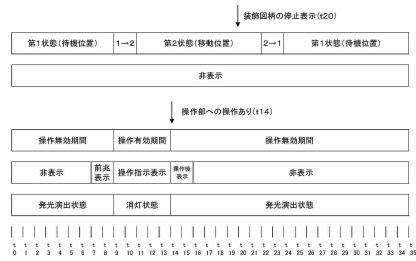 装飾図柄の停止表示(t20)
第1状態(待機位置) 1→2 第2状態(移動位置) 2→1 第1状態(待機位置)
非表示
操作部への操作あり(t14)
操作無効期間 操作有効期間 操作無効期間
非表示 前兆表示 操作指示表示 操作後表示 非表示
発光演出状態 消灯状態 発光演出状態
t0 t1 t2 t3 t4 t5 t6 t7 t8 t9 t10 t11 t12 t13 t14 t15 t16 t17 t18 t19 t20 t21 t22 t23 t24 t25 t26 t27 t28 t29 t30 t31 t32 t33 t34 t35